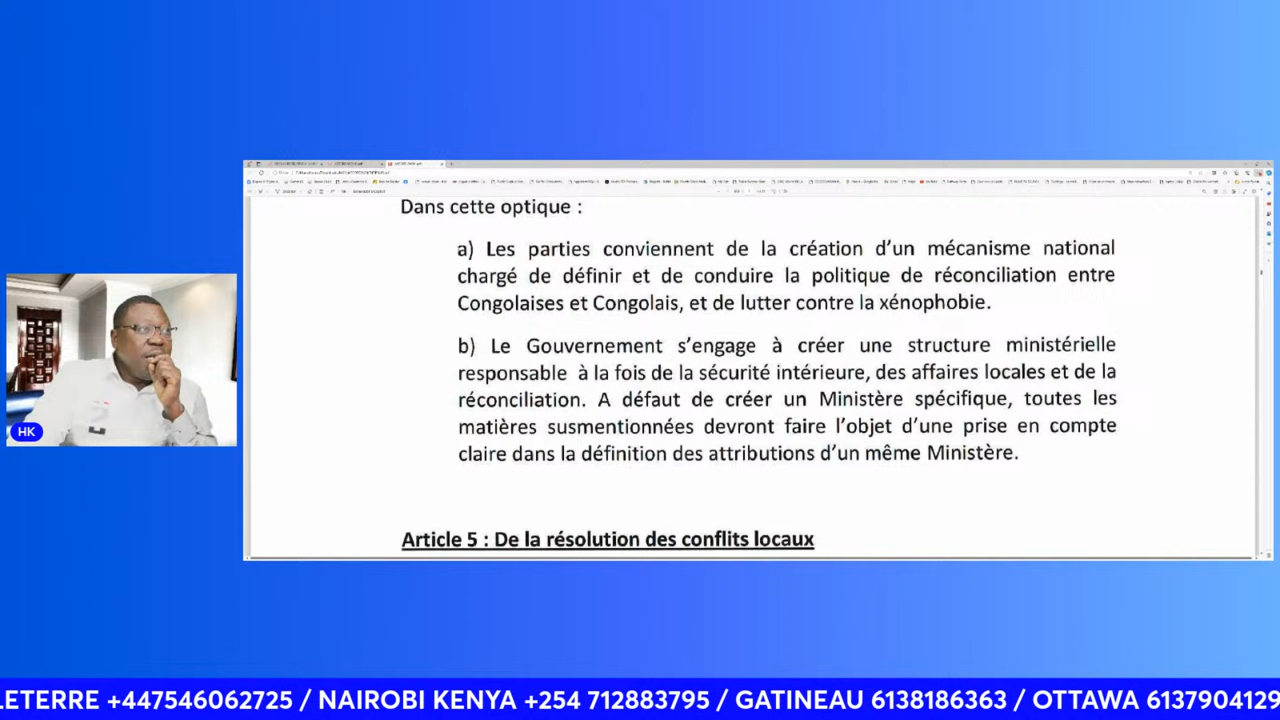 Dans cette optique :
a) Les parties conviennent de la création d’un mécanisme national
chargé de définir et de conduire la politique de réconciliation entre
Congolaises et Congolais, et de lutter contre la xénophobie.
b) Le Gouvernement s’engage à créer une structure ministérielle
responsable à la fois de la sécurité intérieure, des affaires locales et de la
réconciliation. A défaut de créer un Ministère spécifique, toutes les
matières susmentionnées devront faire l’objet d’une prise en compte
claire dans la définition des attributions d’un même Ministère.
Article 5 : De la résolution des conflits locaux
HK
LETERRE +447546062725 / NAIROBI KENYA +254 712883795 / GATINEAU 6138186363 / OTTAWA 6137904129